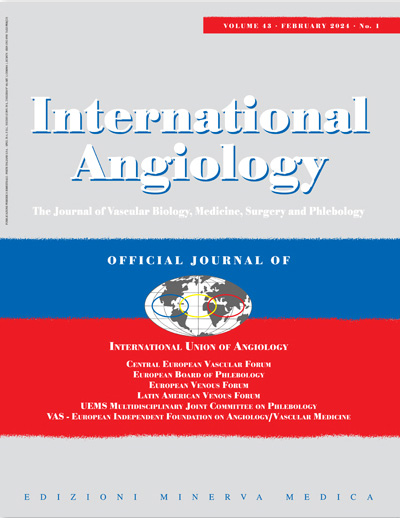 VOLUME 43 - FEBRUARY 2024 - No. 1
International
Angiology
The Journal of Vascular Biology, Medicine, Surgery and Phlebology
OFFICIAL JOURNAL OF
INTERNATIONAL UNION OF ANGIOLOGY
CENTRAL EUROPEAN VASCULAR FORUM
EUROPEAN BOARD OF PHLEBOLOGY
EUROPEAN VENOUS FORUM
LATIN AMERICAN VENOUS FORUM
UEMS MULTIDISCIPLINARY JOINT COMMITTEE ON PHLEBOLOGY
VAS - EUROPEAN INDEPENDENT FOUNDATION ON ANGIOLOGY/VASCULAR MEDICINE
EDIZIONI MINERVA MEDICA